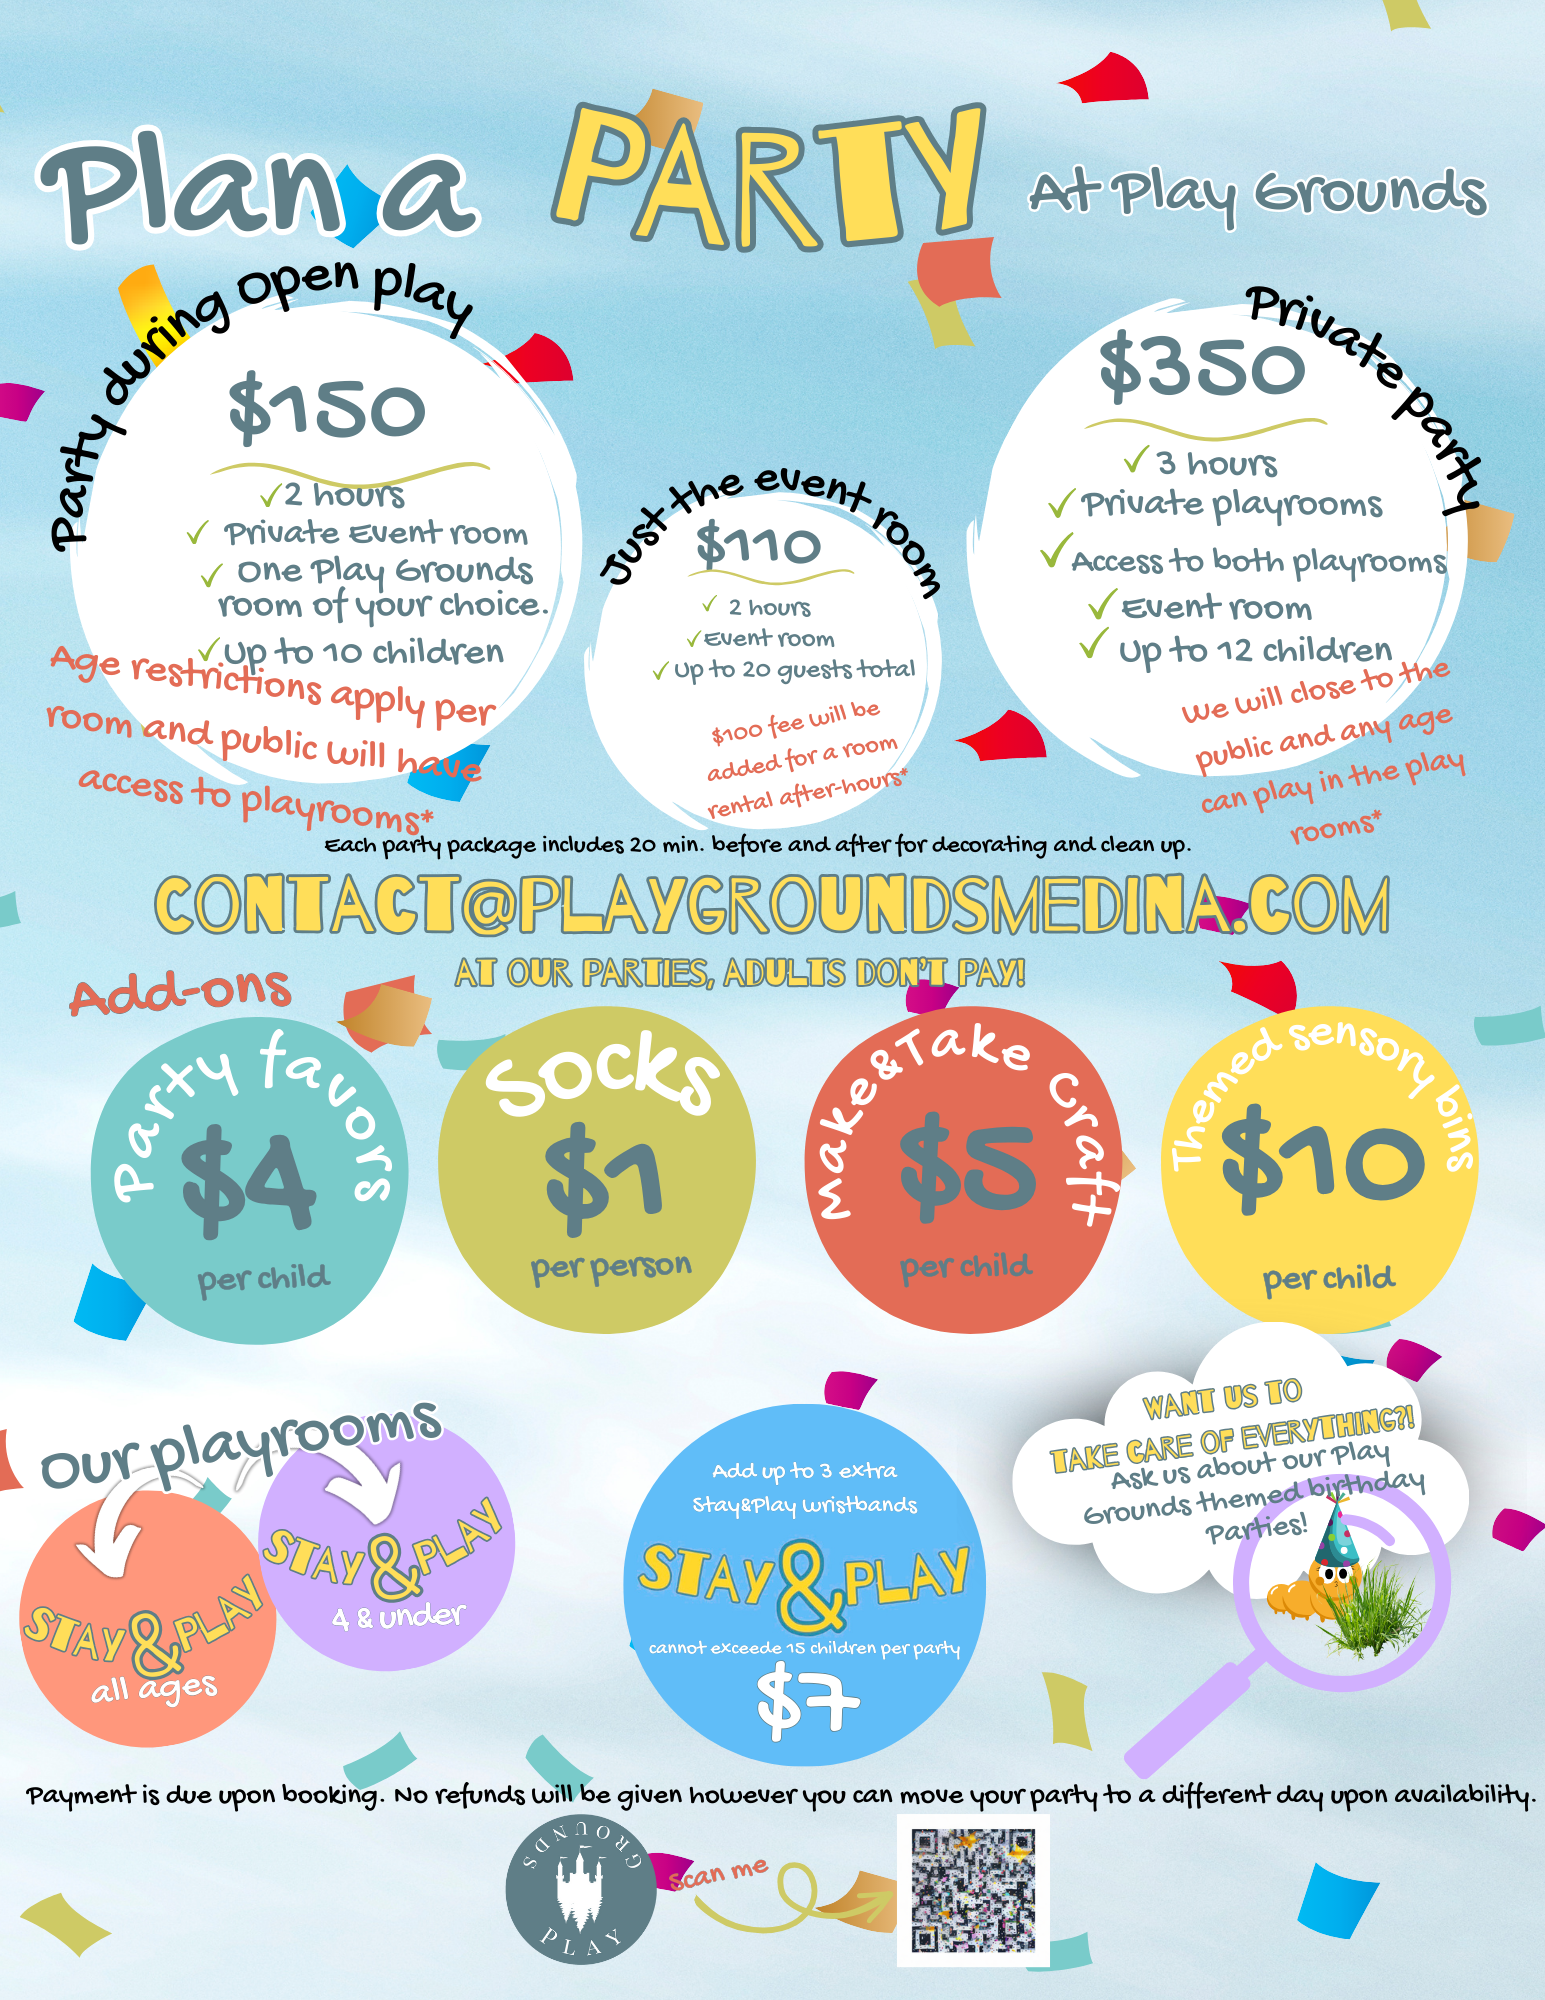 Plan a
PARTY
At Play Grounds
Party during open play
$150
2 hours
Private Event room
One Play Grounds
room of your choice.
Up to 10 children
Age restrictions apply per
room and public will have
access to playrooms*
Just the event room
$110
2 hours
Event room
Up to 20 guests total
$100 fee will be
added for a room
rental after-hours*
Private party
$350
3 hours
Private playrooms
Access to both playrooms
Event room
Up to 12 children
We will close to the
public and any age
can play in the play
rooms*
Each party package includes 20 min. before and after for decorating and clean up.
CONTACT@PLAYGROUNDSMEDINA.COM
AT OUR PARTIES, ADULTS DON'T PAY!
Add-ons
Party favors
$4
per child
Socks
$1
per person
Make&Take Craft
$5
per child
Themed sensory bins
$10
per child
Our playrooms
STAY&PLAY
all ages
STAY&PLAY
4 & under
Add up to 3 extra
Stay&Play wristbands
STAY&PLAY
cannot exceede 15 children per party
$7
WANT US TO
TAKE CARE OF EVERYTHING?!
Ask us about our Play
Grounds themed birthday
Parties!
Payment is due upon booking. No refunds will be given however you can move your party to a different day upon availability.
GROUNDS
PLAY
Scan me